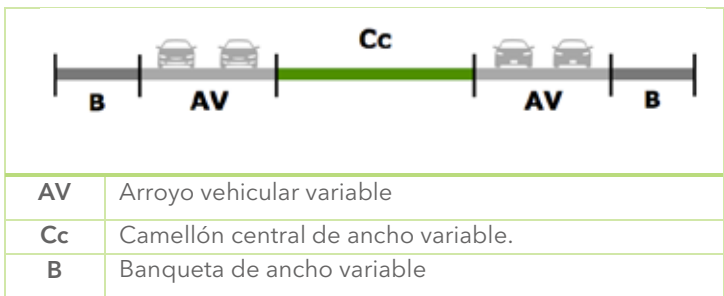 Cc
B AV AV B
AV Arroyo vehicular variable
Cc Camellón central de ancho variable.
B Banqueta de ancho variable